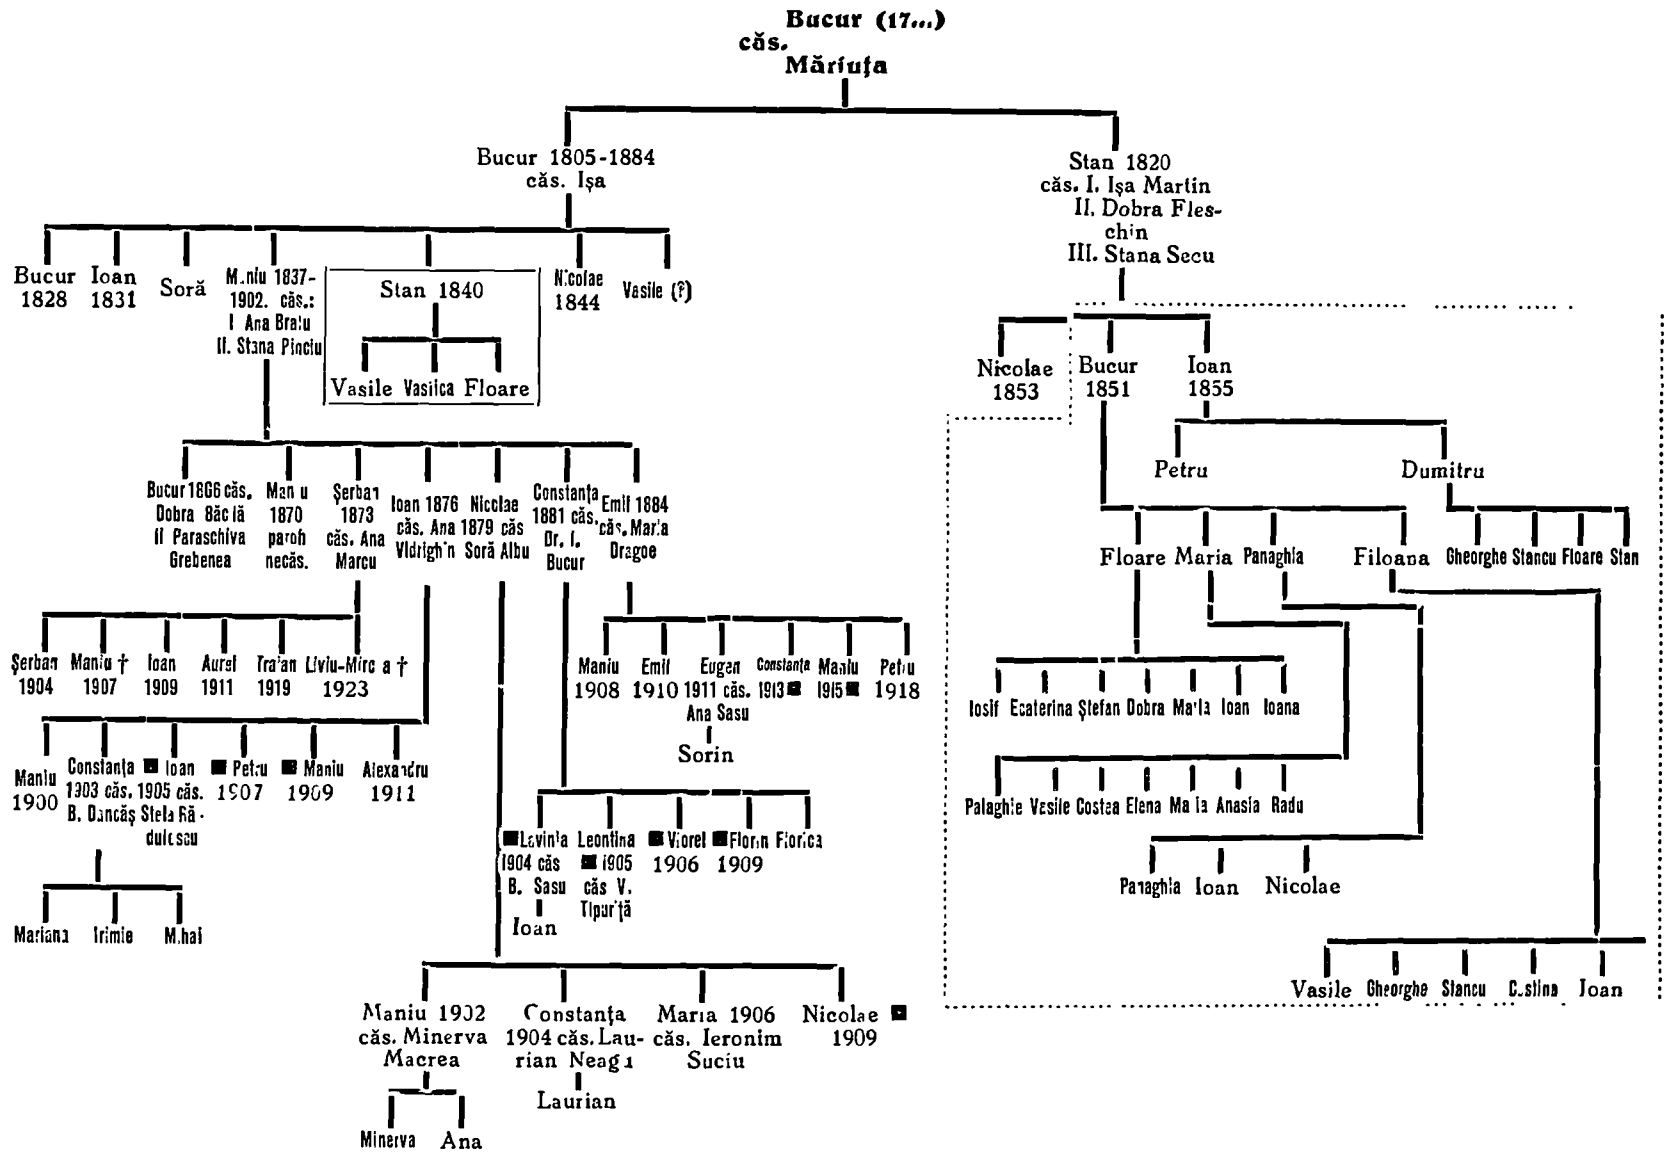 Bucur (17...)
căs.
Măriuța
Bucur 1805-1884
căs. Ișa
Stan 1820
căs. I. Ișa Martin
II. Dobra Fles-
chin
III. Stana Secu
Bucur
1828
Ioan
1831
Soră
Maniu 1837-
1902. căs.:
I Ana Braiu
II. Stana Pinciu
Stan 1840
Nicolae
1844
Vasile (?)
Vasile Vasilca Floare
Nicolae
1853
Bucur
1851
Ioan
1855
Petru
Dumitru
Bucur 1866 căs.
Dobra Băcilă
II Paraschiva
Grebenea
Maniu
1870
paroh
necăs.
Șerban
1873
căs. Ana
Marcu
Ioan 1876
căs. Ana
Vidrighin
Nicolae
1879 căs
Soră Albu
Constanța
1881 căs.
Dr. I.
Bucur
Emil 1884
căs. Maria
Dragoe
Floare Maria Panaghia Filoana
Gheorghe Stancu Floare Stan
Șerban
1904
Maniu †
1907
Ioan
1909
Aurel
1911
Traian
1919
Liviu-Mircea †
1923
Maniu
1908
Emil
1910
Eugen
1911 căs.
Ana Sasu
Constanța
1913 ■
Maniu
1915 ■
Petru
1918
Sorin
Iosif Ecaterina Ștefan Dobra Maria Ioan Ioana
Maniu
1900
Constanța
1903 căs.
B. Dancăș
■ Ioan
1905 căs.
Stela Ră-
dulescu
■ Petru
1907
■ Maniu
1909
Alexandru
1911
Palaghie Vasile Costea Elena Maria Anasia Radu
■ Lavinia
1904 căs
B. Sasu
Leontina
■ 1905
căs V.
Tipuriță
■ Viorel
1906
■ Florin
1909
Florica
Ioan
Panaghia Ioan Nicolae
Mariana Irimie Mihai
Vasile Gheorghe Stancu Costina Joan
Maniu 1902
căs. Minerva
Macrea
Constanța
1904 căs. Lau-
rian Neagu
Maria 1906
căs. Ieronim
Suciu
Nicolae ■
1909
Laurian
Minerva Ana